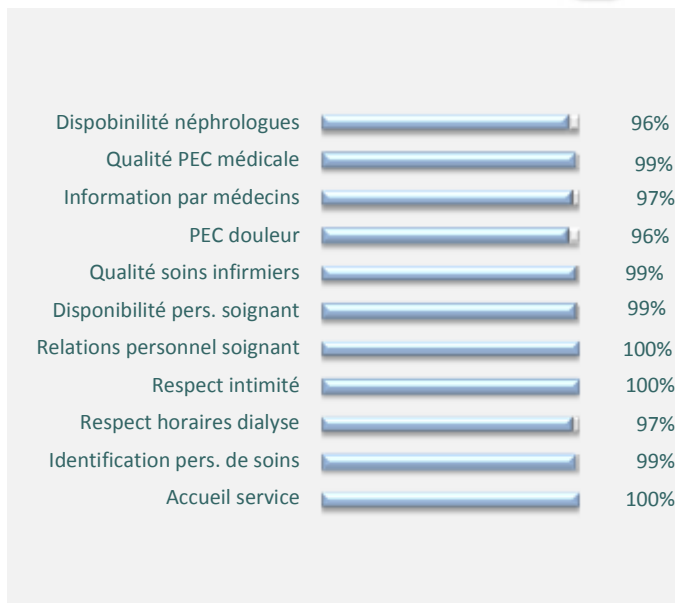 Dispobinilité néphrologues 96%
Qualité PEC médicale 99%
Information par médecins 97%
PEC douleur 96%
Qualité soins infirmiers 99%
Disponibilité pers. soignant 99%
Relations personnel soignant 100%
Respect intimité 100%
Respect horaires dialyse 97%
Identification pers. de soins 99%
Accueil service 100%